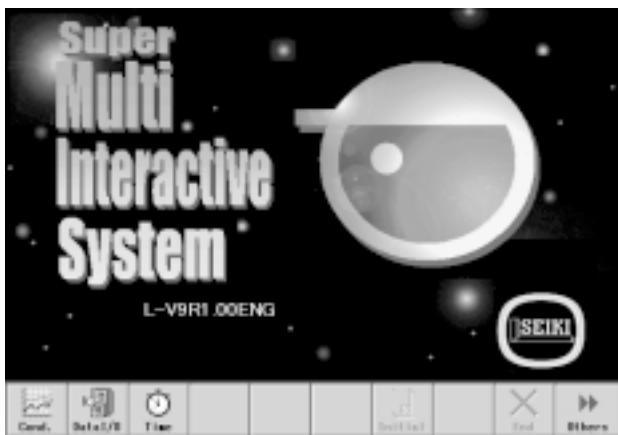 Super
Multi
Interactive
System
L-V9R1.00ENG
SEIKI
Cond.
Data I/O
Time
Initial
End
Others